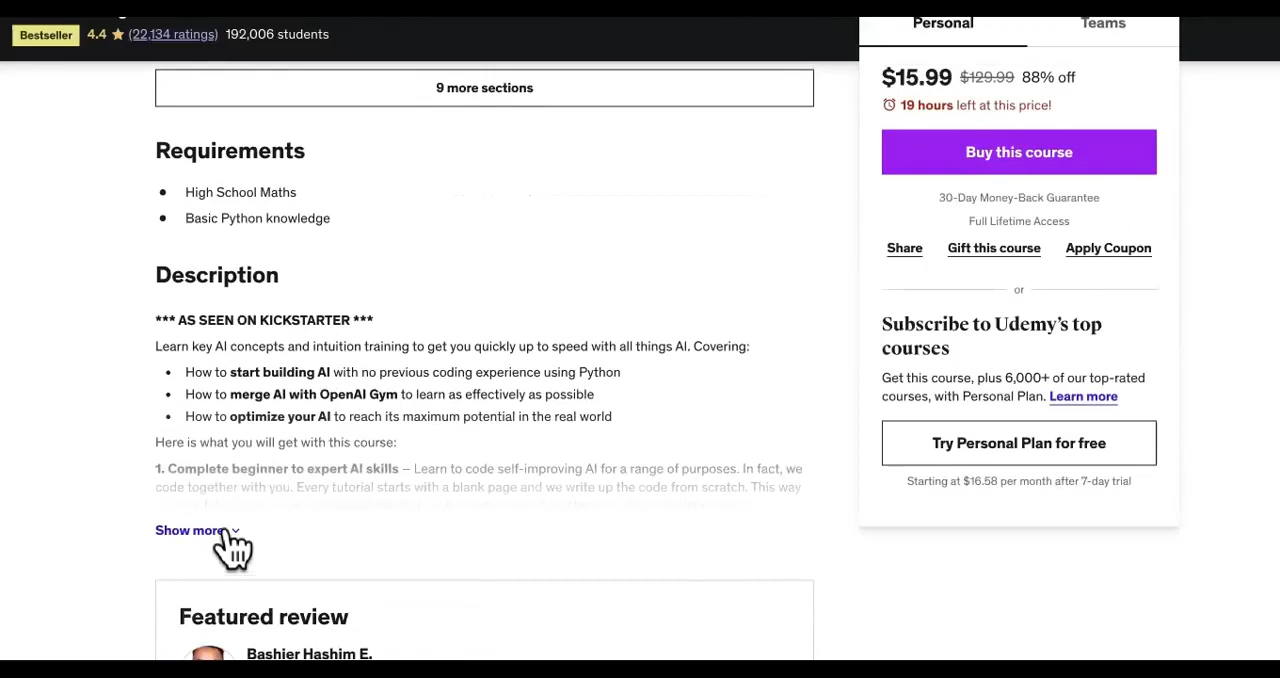 Bestseller 4.4 (22,134 ratings) 192,006 students
9 more sections
Requirements
High School Maths
Basic Python knowledge
Description
*** AS SEEN ON KICKSTARTER ***
Learn key AI concepts and intuition training to get you quickly up to speed with all things AI. Covering:
How to start building AI with no previous coding experience using Python
How to merge AI with OpenAI Gym to learn as effectively as possible
How to optimize your AI to reach its maximum potential in the real world
Here is what you will get with this course:
1. Complete beginner to expert AI skills – Learn to code self-improving AI for a range of purposes. In fact, we
code together with you. Every tutorial starts with a blank page and we write up the code from scratch. This way
Show more
Featured review
Bashier Hashim E.
Personal
Teams
$15.99 $129.99 88% off
19 hours left at this price!
Buy this course
30-Day Money-Back Guarantee
Full Lifetime Access
Share Gift this course Apply Coupon
or
Subscribe to Udemy's top
courses
Get this course, plus 6,000+ of our top-rated
courses, with Personal Plan. Learn more
Try Personal Plan for free
Starting at $16.58 per month after 7-day trial